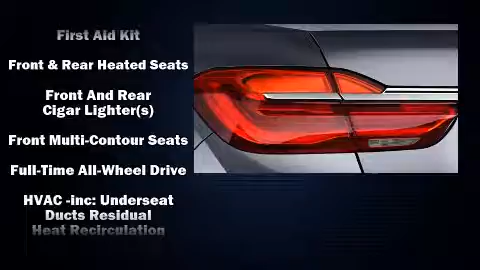 First Aid Kit
Front & Rear Heated Seats
Front And Rear
Cigar Lighter(s)
Front Multi-Contour Seats
Full-Time All-Wheel Drive
HVAC -inc: Underseat
Ducts Residual
Heat Recirculation